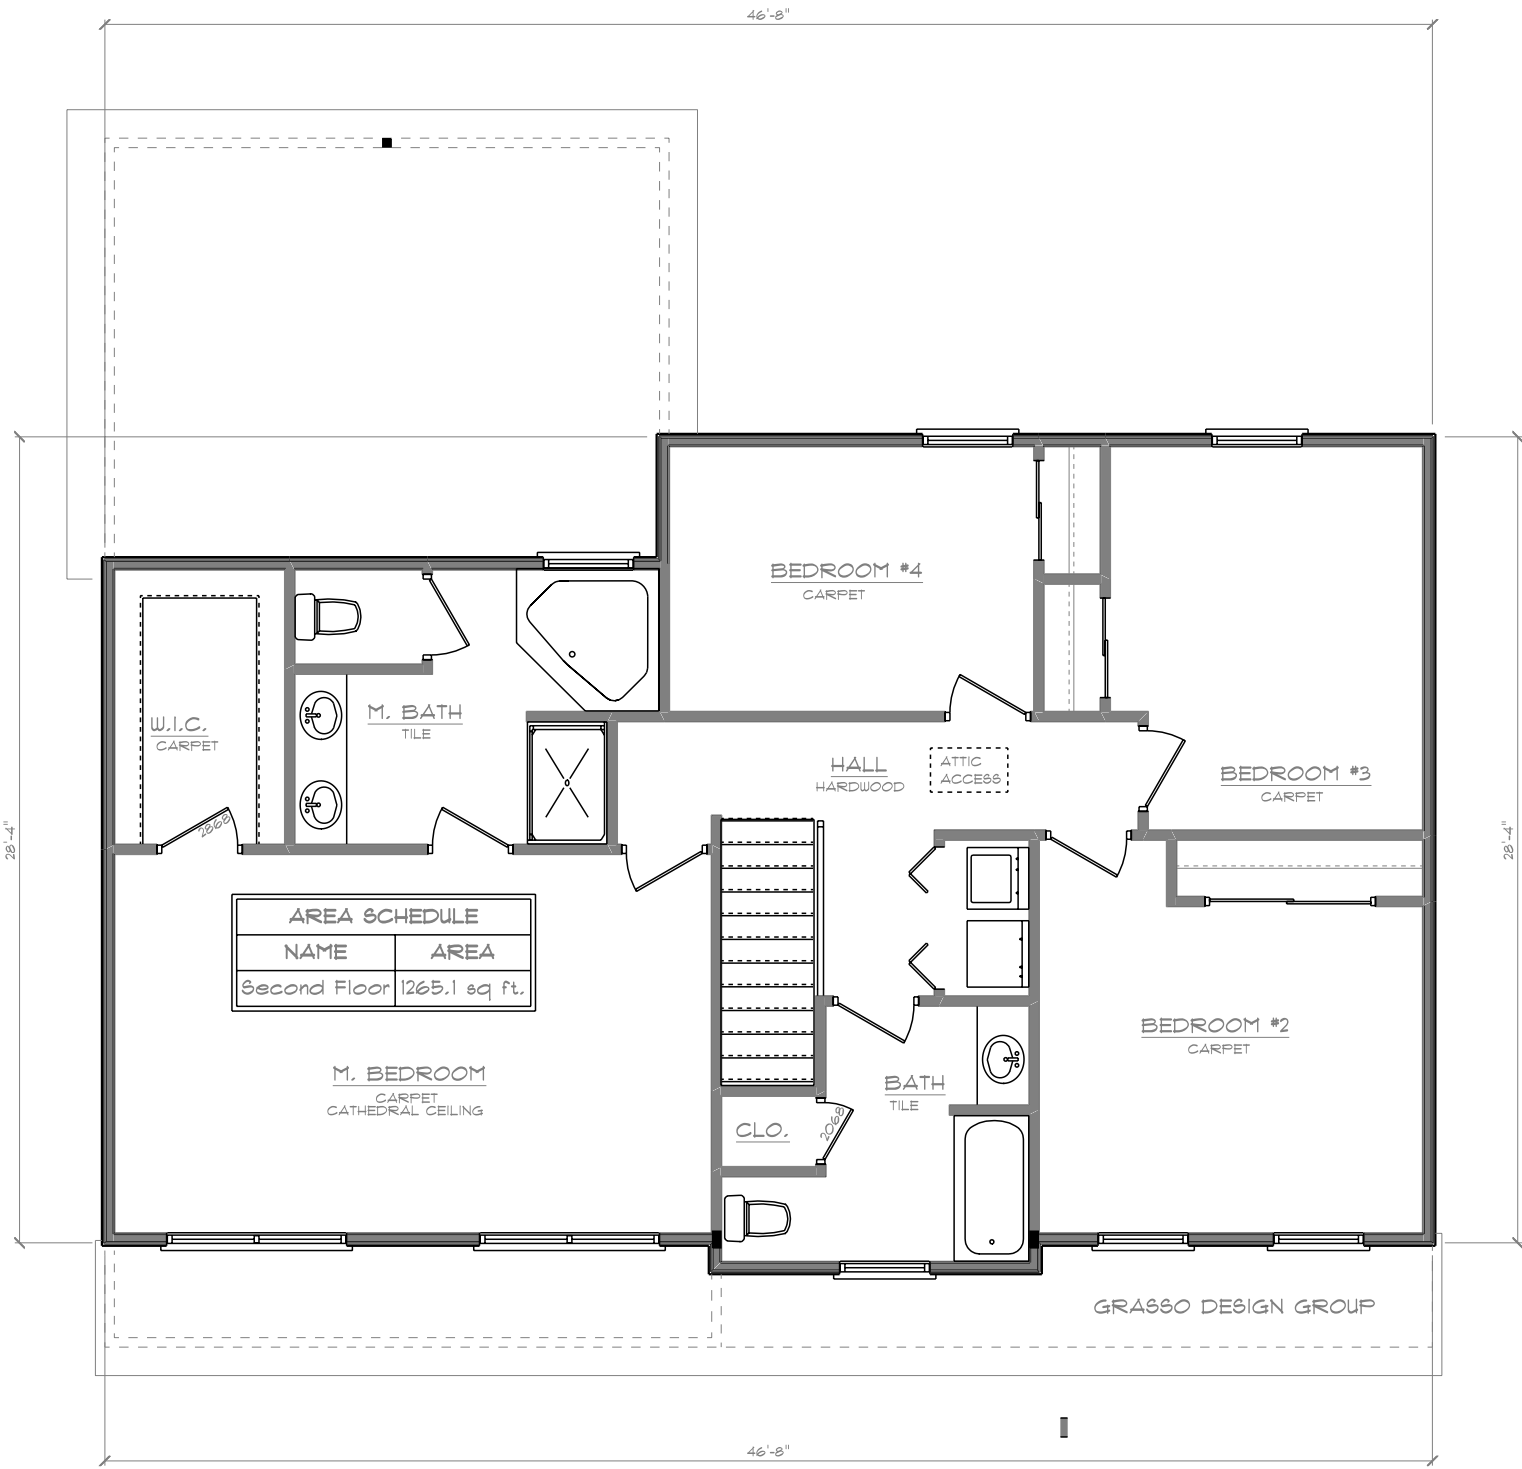 46'-8"
BEDROOM #4
CARPET
W.I.C.
CARPET
M. BATH
TILE
HALL
HARDWOOD
ATTIC
ACCESS
BEDROOM #3
CARPET
2868
28'-4"
28'-4"
AREA SCHEDULE
NAME AREA
Second Floor 1265.1 sq ft.
M. BEDROOM
CARPET
CATHEDRAL CEILING
BEDROOM #2
CARPET
BATH
TILE
CLO.
2068
GRASSO DESIGN GROUP
46'-8"